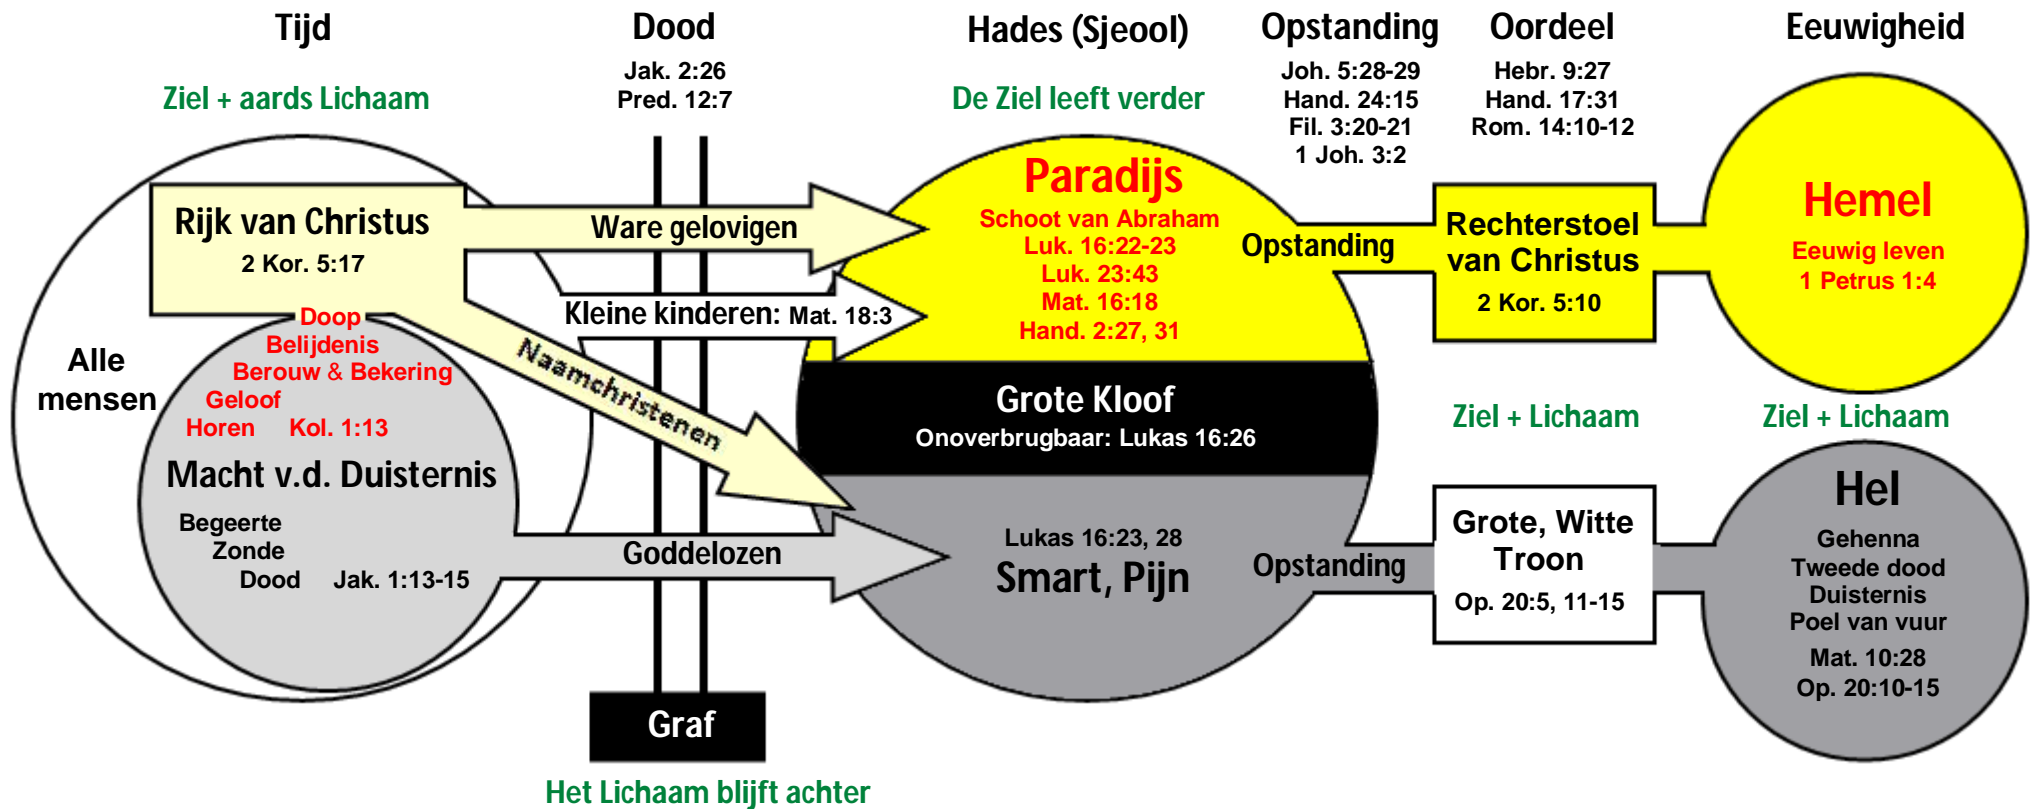 Tijd
Ziel + aards Lichaam
Dood
Jak. 2:26
Pred. 12:7
Hades (Sjeool)
De Ziel leeft verder
Opstanding
Joh. 5:28-29
Hand. 24:15
Fil. 3:20-21
1 Joh. 3:2
Oordeel
Hebr. 9:27
Hand. 17:31
Rom. 14:10-12
Eeuwigheid
Rijk van Christus
2 Kor. 5:17
Alle
mensen
Doop
Belijdenis
Berouw & Bekering
Geloof
Horen Kol. 1:13
Macht v.d. Duisternis
Begeerte
Zonde
Dood Jak. 1:13-15
Ware gelovigen
Kleine kinderen: Mat. 18:3
Naamchristenen
Goddelozen
Graf
Het Lichaam blijft achter
Paradijs
Schoot van Abraham
Luk. 16:22-23
Luk. 23:43
Mat. 16:18
Hand. 2:27, 31
Grote Kloof
Onoverbrugbaar: Lukas 16:26
Lukas 16:23, 28
Smart, Pijn
Opstanding
Rechterstoel
van Christus
2 Kor. 5:10
Hemel
Eeuwig leven
1 Petrus 1:4
Ziel + Lichaam
Ziel + Lichaam
Opstanding
Grote, Witte
Troon
Op. 20:5, 11-15
Hel
Gehenna
Tweede dood
Duisternis
Poel van vuur
Mat. 10:28
Op. 20:10-15